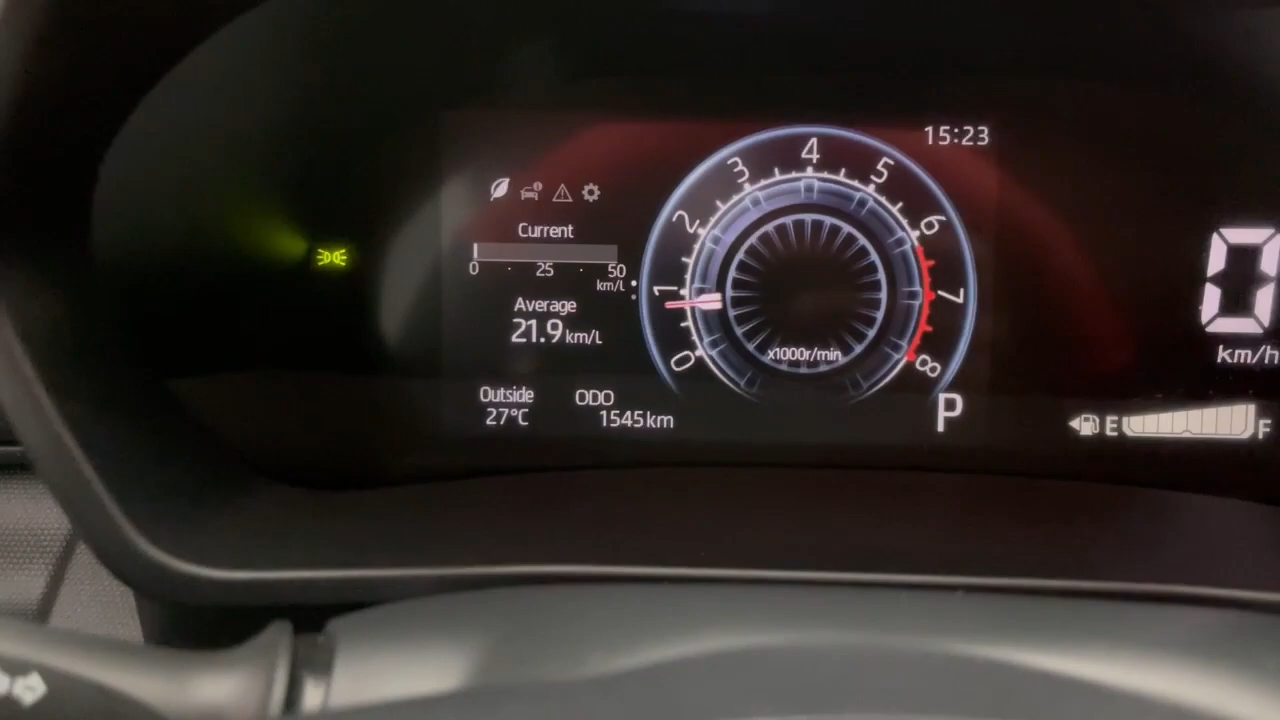 15:23
Current
0 25 50
km/L
Average
21.9 km/L
Outside
27°C
ODO
1545 km
0
1
2
3
4
5
6
7
8
x1000r/min
P
0
km/h
E F